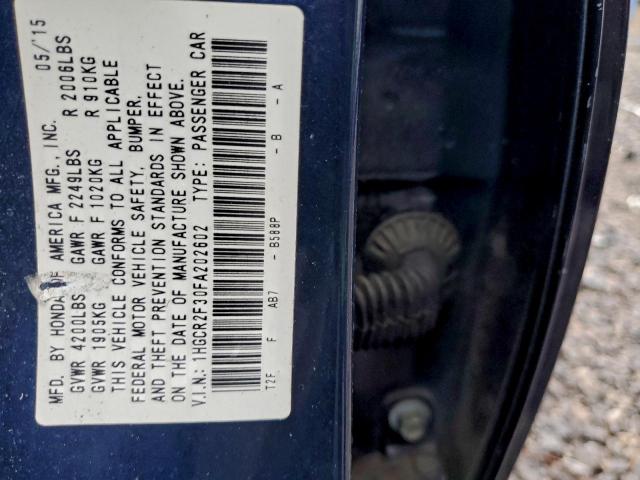 MFD. BY HONDA OF AMERICA MFG., INC. 05/'15
GVWR 4200LBS GAWR F 2249LBS R 2006LBS
GVWR 1905KG GAWR F 1020KG R 910KG
THIS VEHICLE CONFORMS TO ALL APPLICABLE
FEDERAL MOTOR VEHICLE SAFETY, BUMPER,
AND THEFT PREVENTION STANDARDS IN EFFECT
ON THE DATE OF MANUFACTURE SHOWN ABOVE.
V.I.N.: 1HGCR2F30FA202602 TYPE: PASSENGER CAR
T2F F AB7 - B588P - B - A